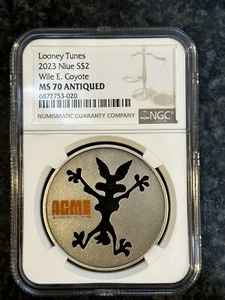 Looney Tunes
2023 Niue S$2
Wile E. Coyote
MS 70 ANTIQUED
6872753-020
NUMISMATIC GUARANTY COMPANY
NGC
ACME